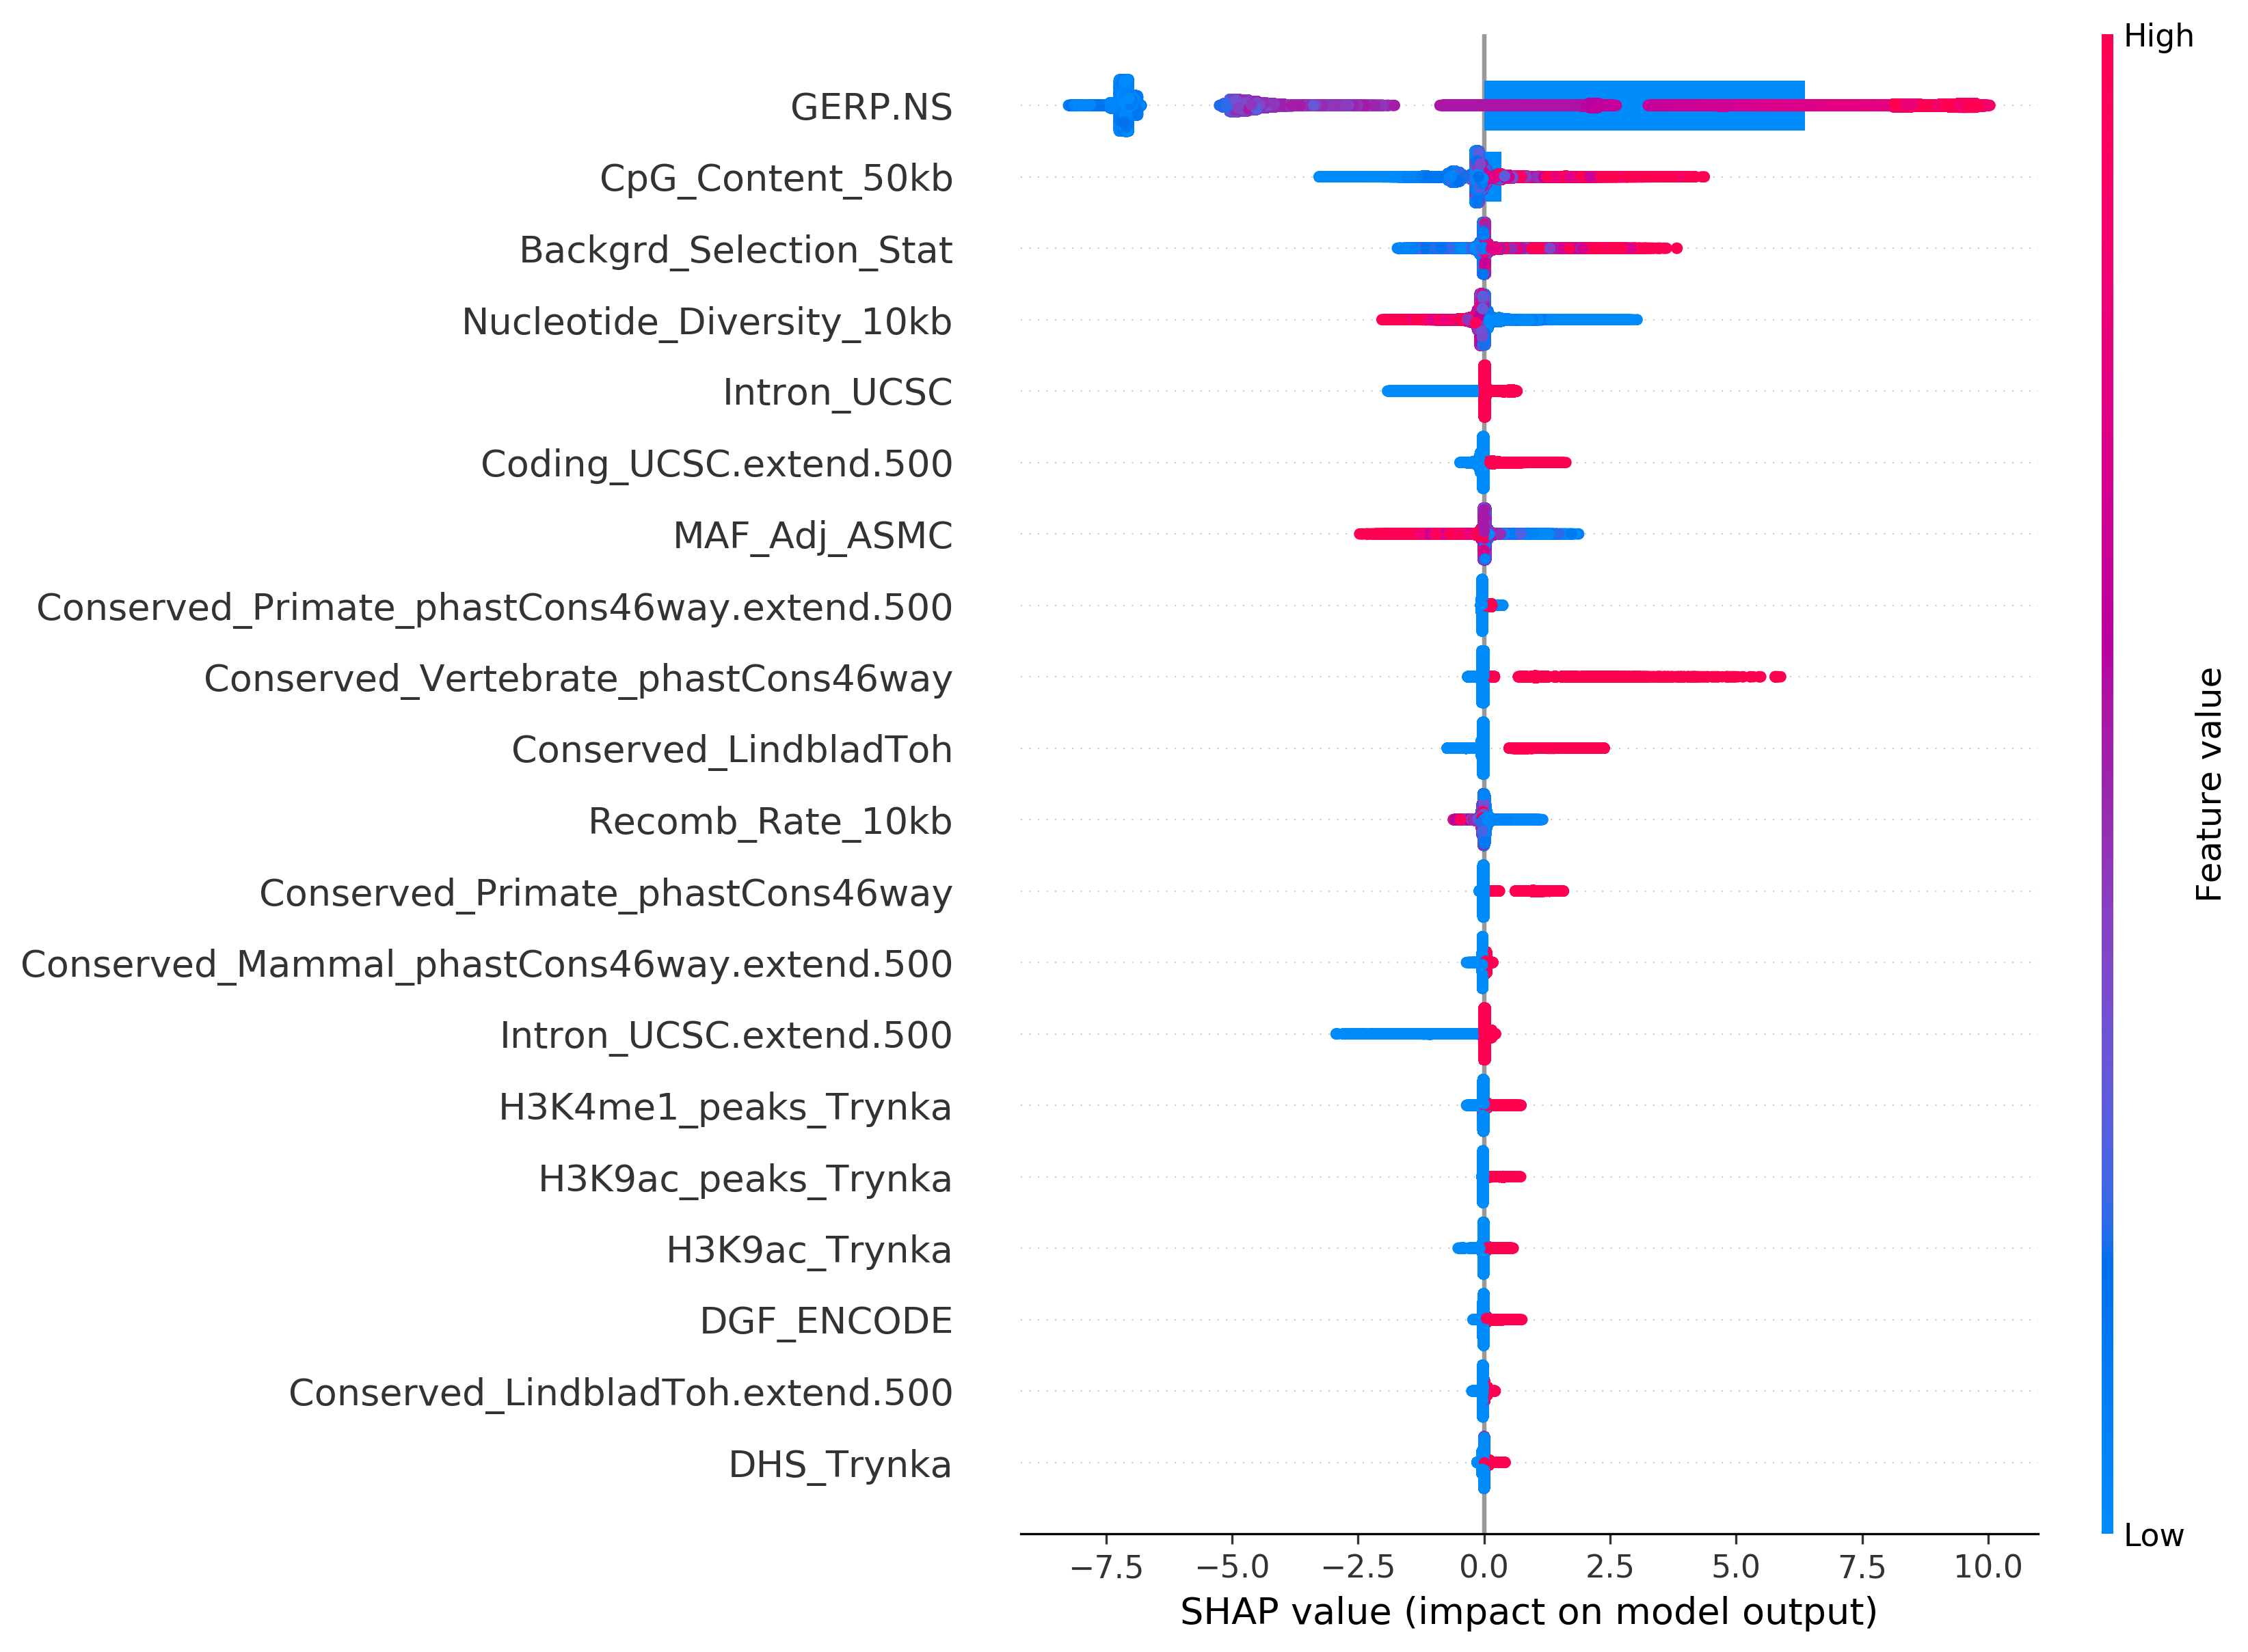 High
GERP.NS
CpG_Content_50kb
Backgrd_Selection_Stat
Nucleotide_Diversity_10kb
Intron_UCSC
Coding_UCSC.extend.500
MAF_Adj_ASMC
Conserved_Primate_phastCons46way.extend.500
Conserved_Vertebrate_phastCons46way
Conserved_LindbladToh
Recomb_Rate_10kb
Conserved_Primate_phastCons46way
Conserved_Mammal_phastCons46way.extend.500
Intron_UCSC.extend.500
H3K4me1_peaks_Trynka
H3K9ac_peaks_Trynka
H3K9ac_Trynka
DGF_ENCODE
Conserved_LindbladToh.extend.500
DHS_Trynka
Feature value
Low
−7.5 −5.0 −2.5 0.0 2.5 5.0 7.5 10.0
SHAP value (impact on model output)